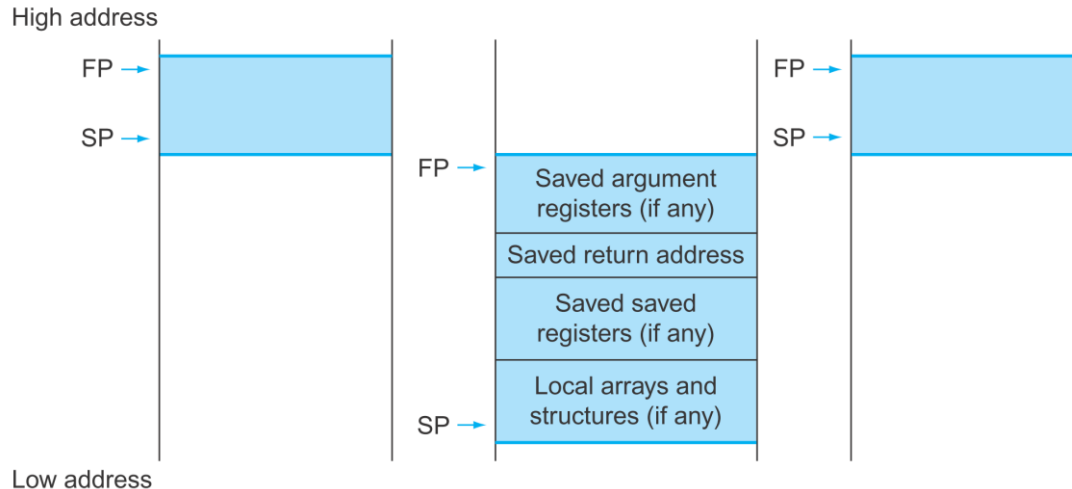 High address
FP
SP
FP
Saved argument
registers (if any)
Saved return address
Saved saved
registers (if any)
Local arrays and
structures (if any)
SP
FP
SP
Low address